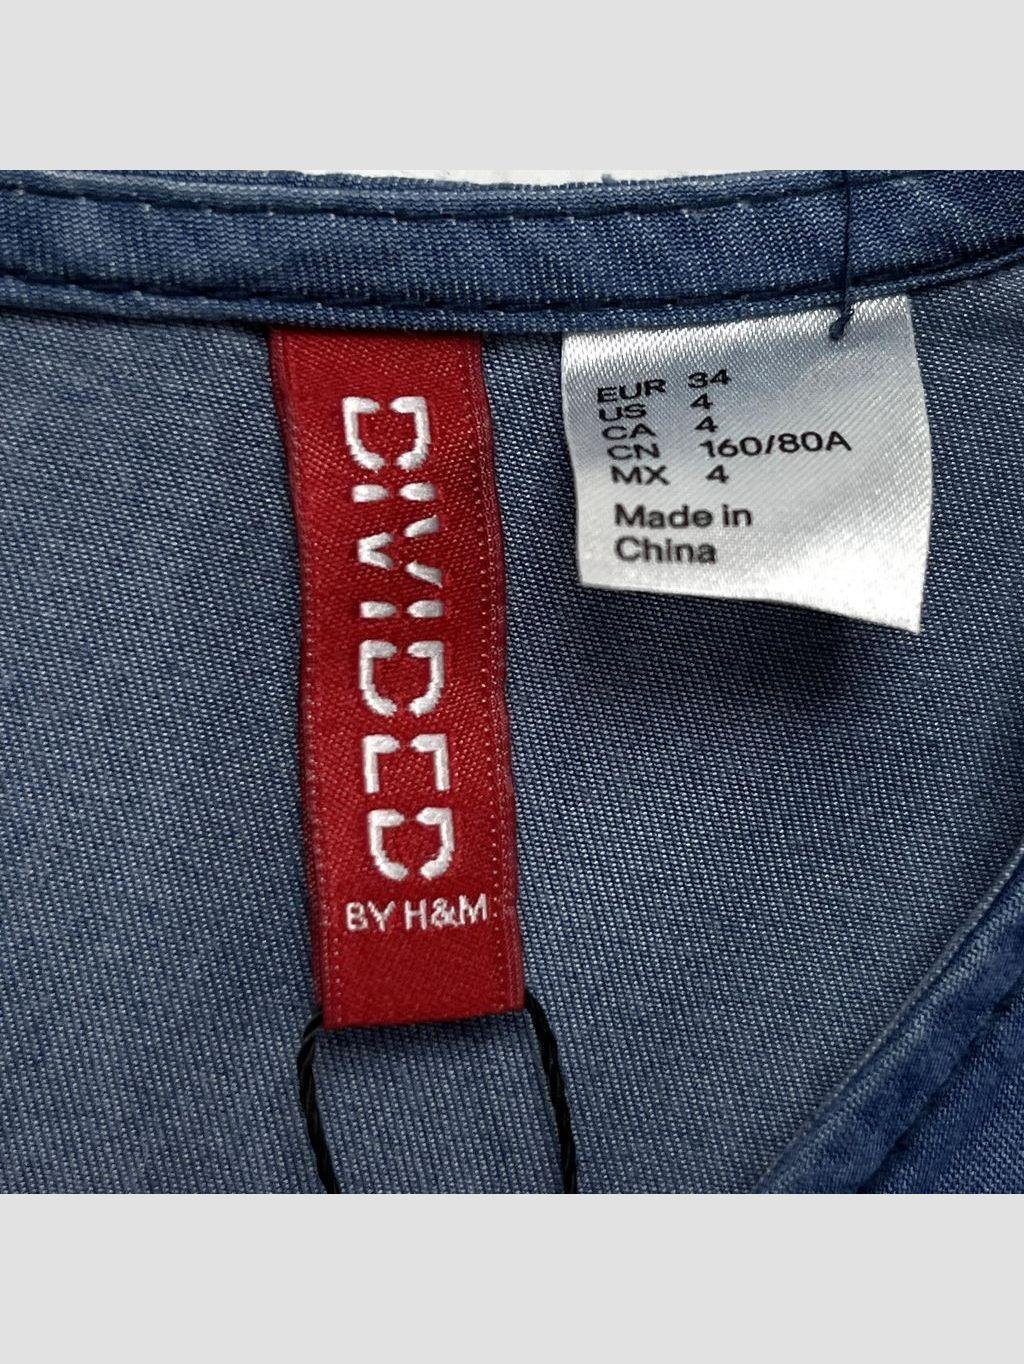 DIVIDED
BY H&M
EUR 34
US 4
CA 4
CN 160/80A
MX 4
Made in
China